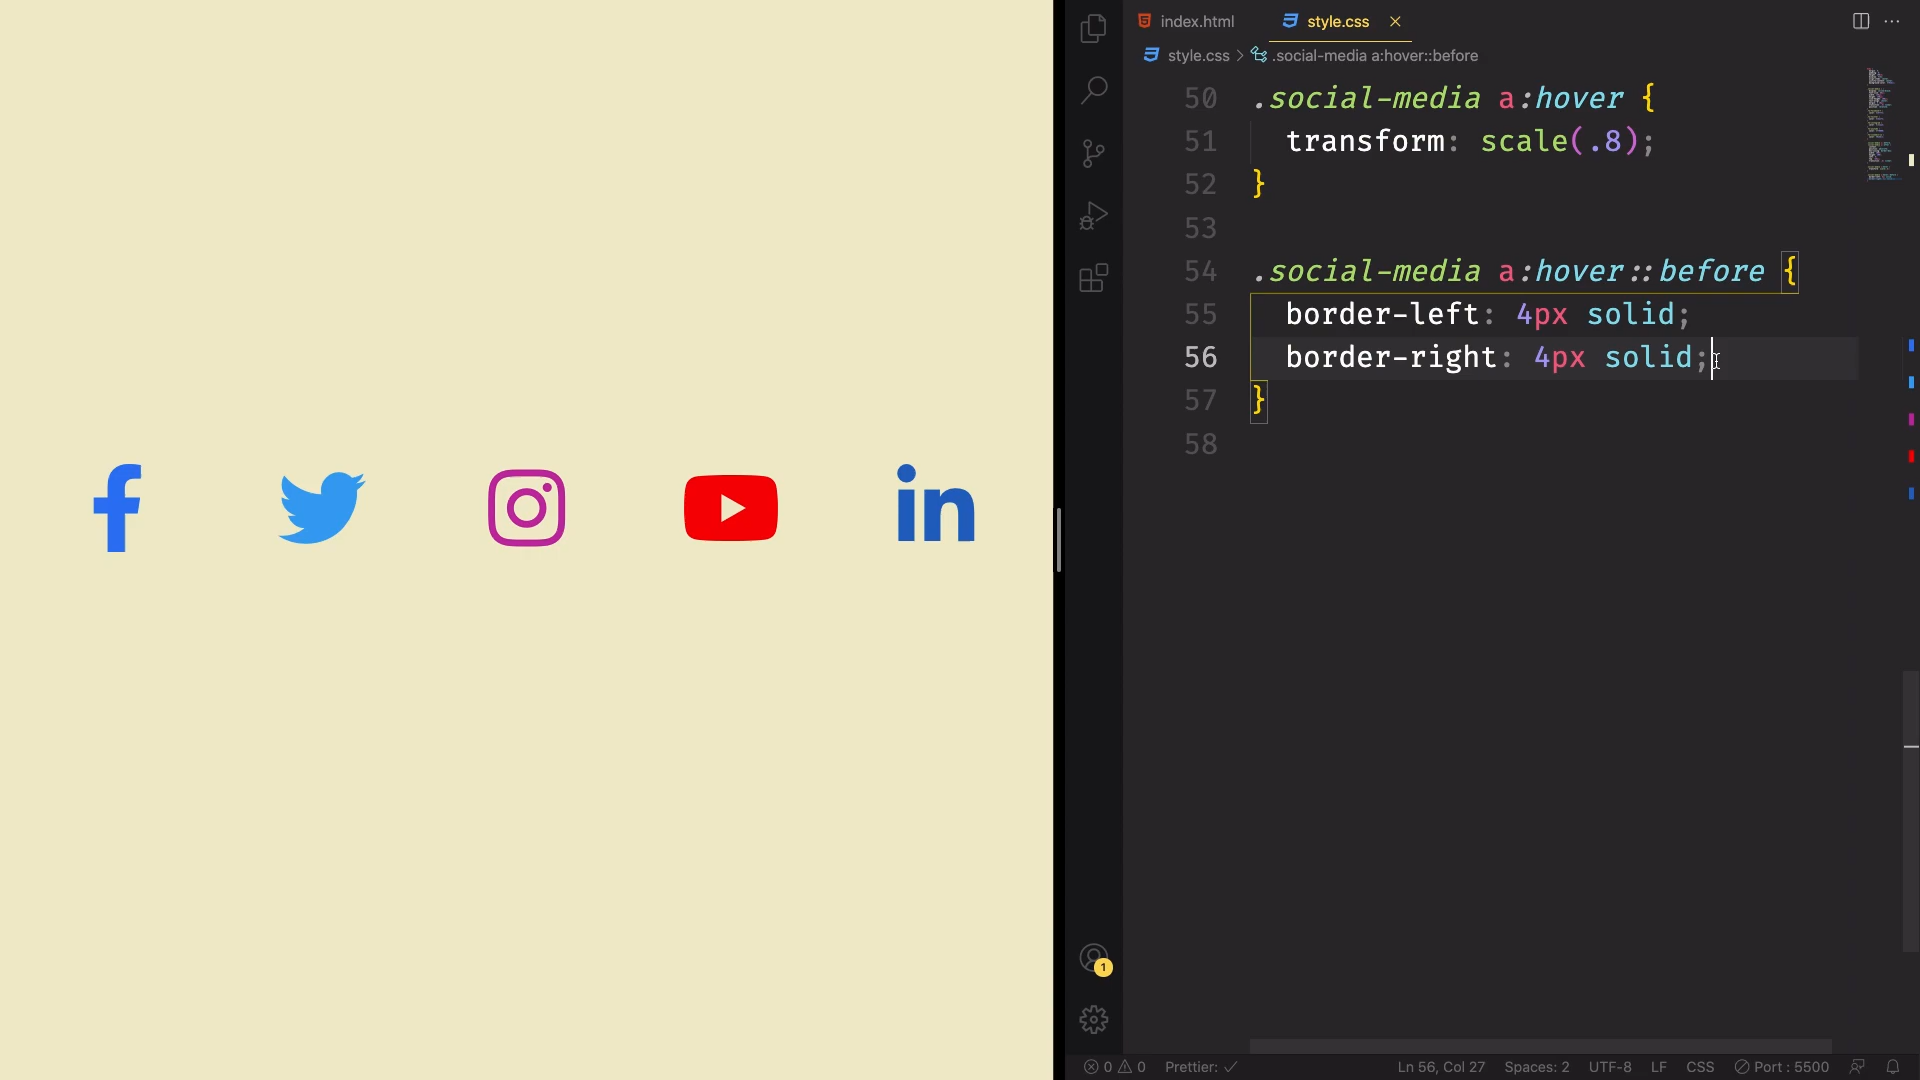 in
index.html
style.css
style.css > .social-media a:hover::before
50 .social-media a:hover {
51 transform: scale(.8);
52 }
53
54 .social-media a:hover::before {
55 border-left: 4px solid;
56 border-right: 4px solid;
57 }
58
1
0 0 Prettier: ✓ Ln 56, Col 27 Spaces: 2 UTF-8 LF CSS Port : 5500